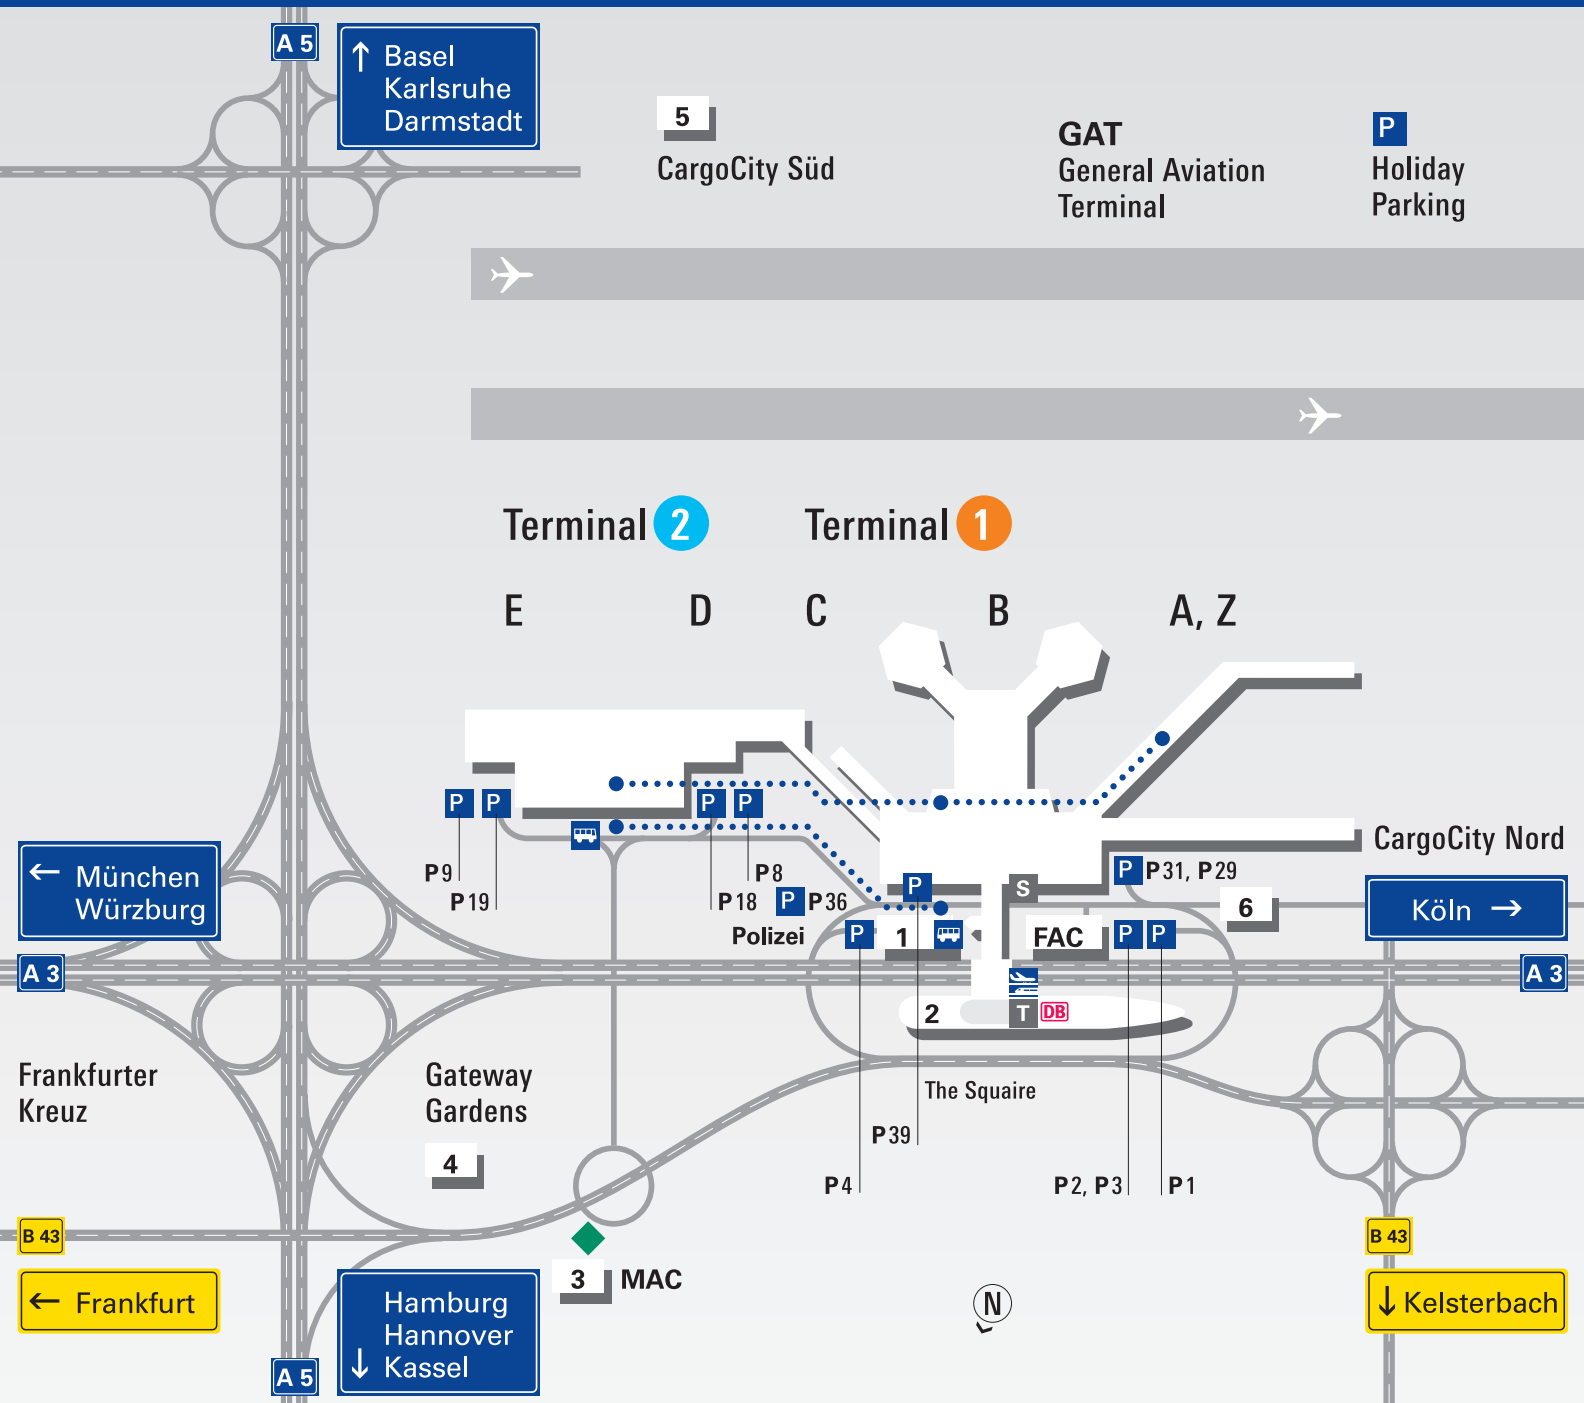 A 5
Basel
Karlsruhe
Darmstadt
5
CargoCity Süd
GAT
General Aviation
Terminal
P
Holiday
Parking
Terminal 2
Terminal 1
E
D
C
B
A, Z
P
P
P
P
P9
P19
P18
P8
P P36
Polizei
P
S
P P31, P29
CargoCity Nord
München
Würzburg
6
Köln
P
1
FAC
P
P
A 3
A 3
2
T
DB
Frankfurter
Kreuz
Gateway
Gardens
4
The Squaire
P39
P4
P2, P3
P1
B 43
Frankfurt
3
MAC
N
B 43
Kelsterbach
Hamburg
Hannover
Kassel
A 5